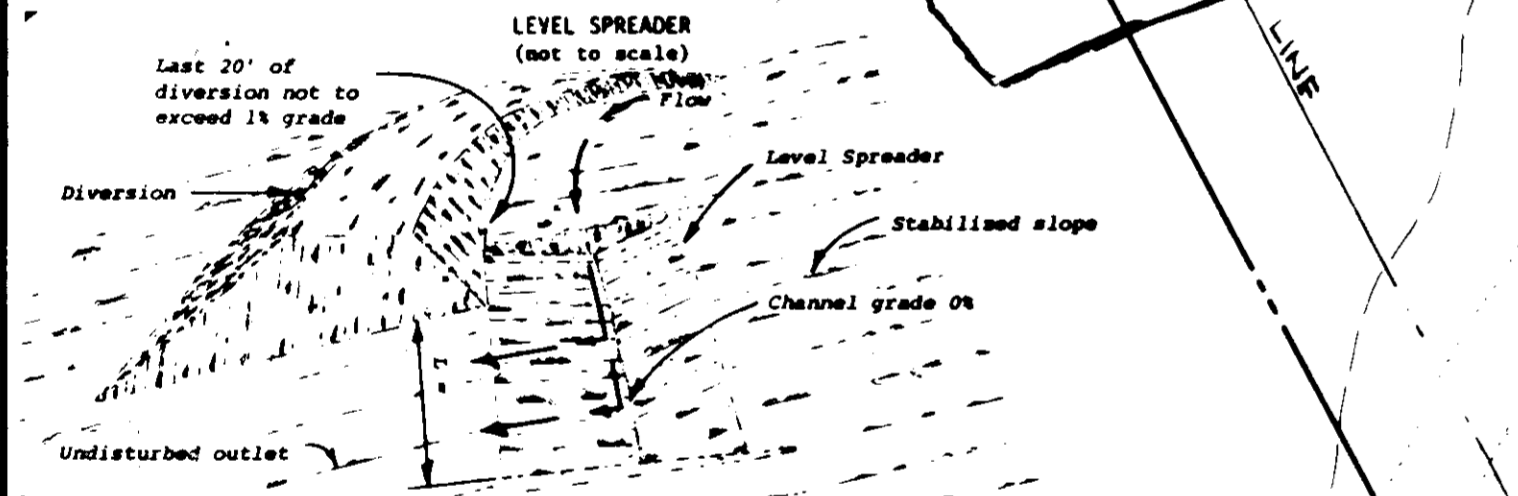 LEVEL SPREADER
(not to scale)
Last 20' of
diversion not to
exceed 1% grade
Flow
Level Spreader
Diversion
Stabilized slope
Channel grade 0%
L
Undisturbed outlet
LINE